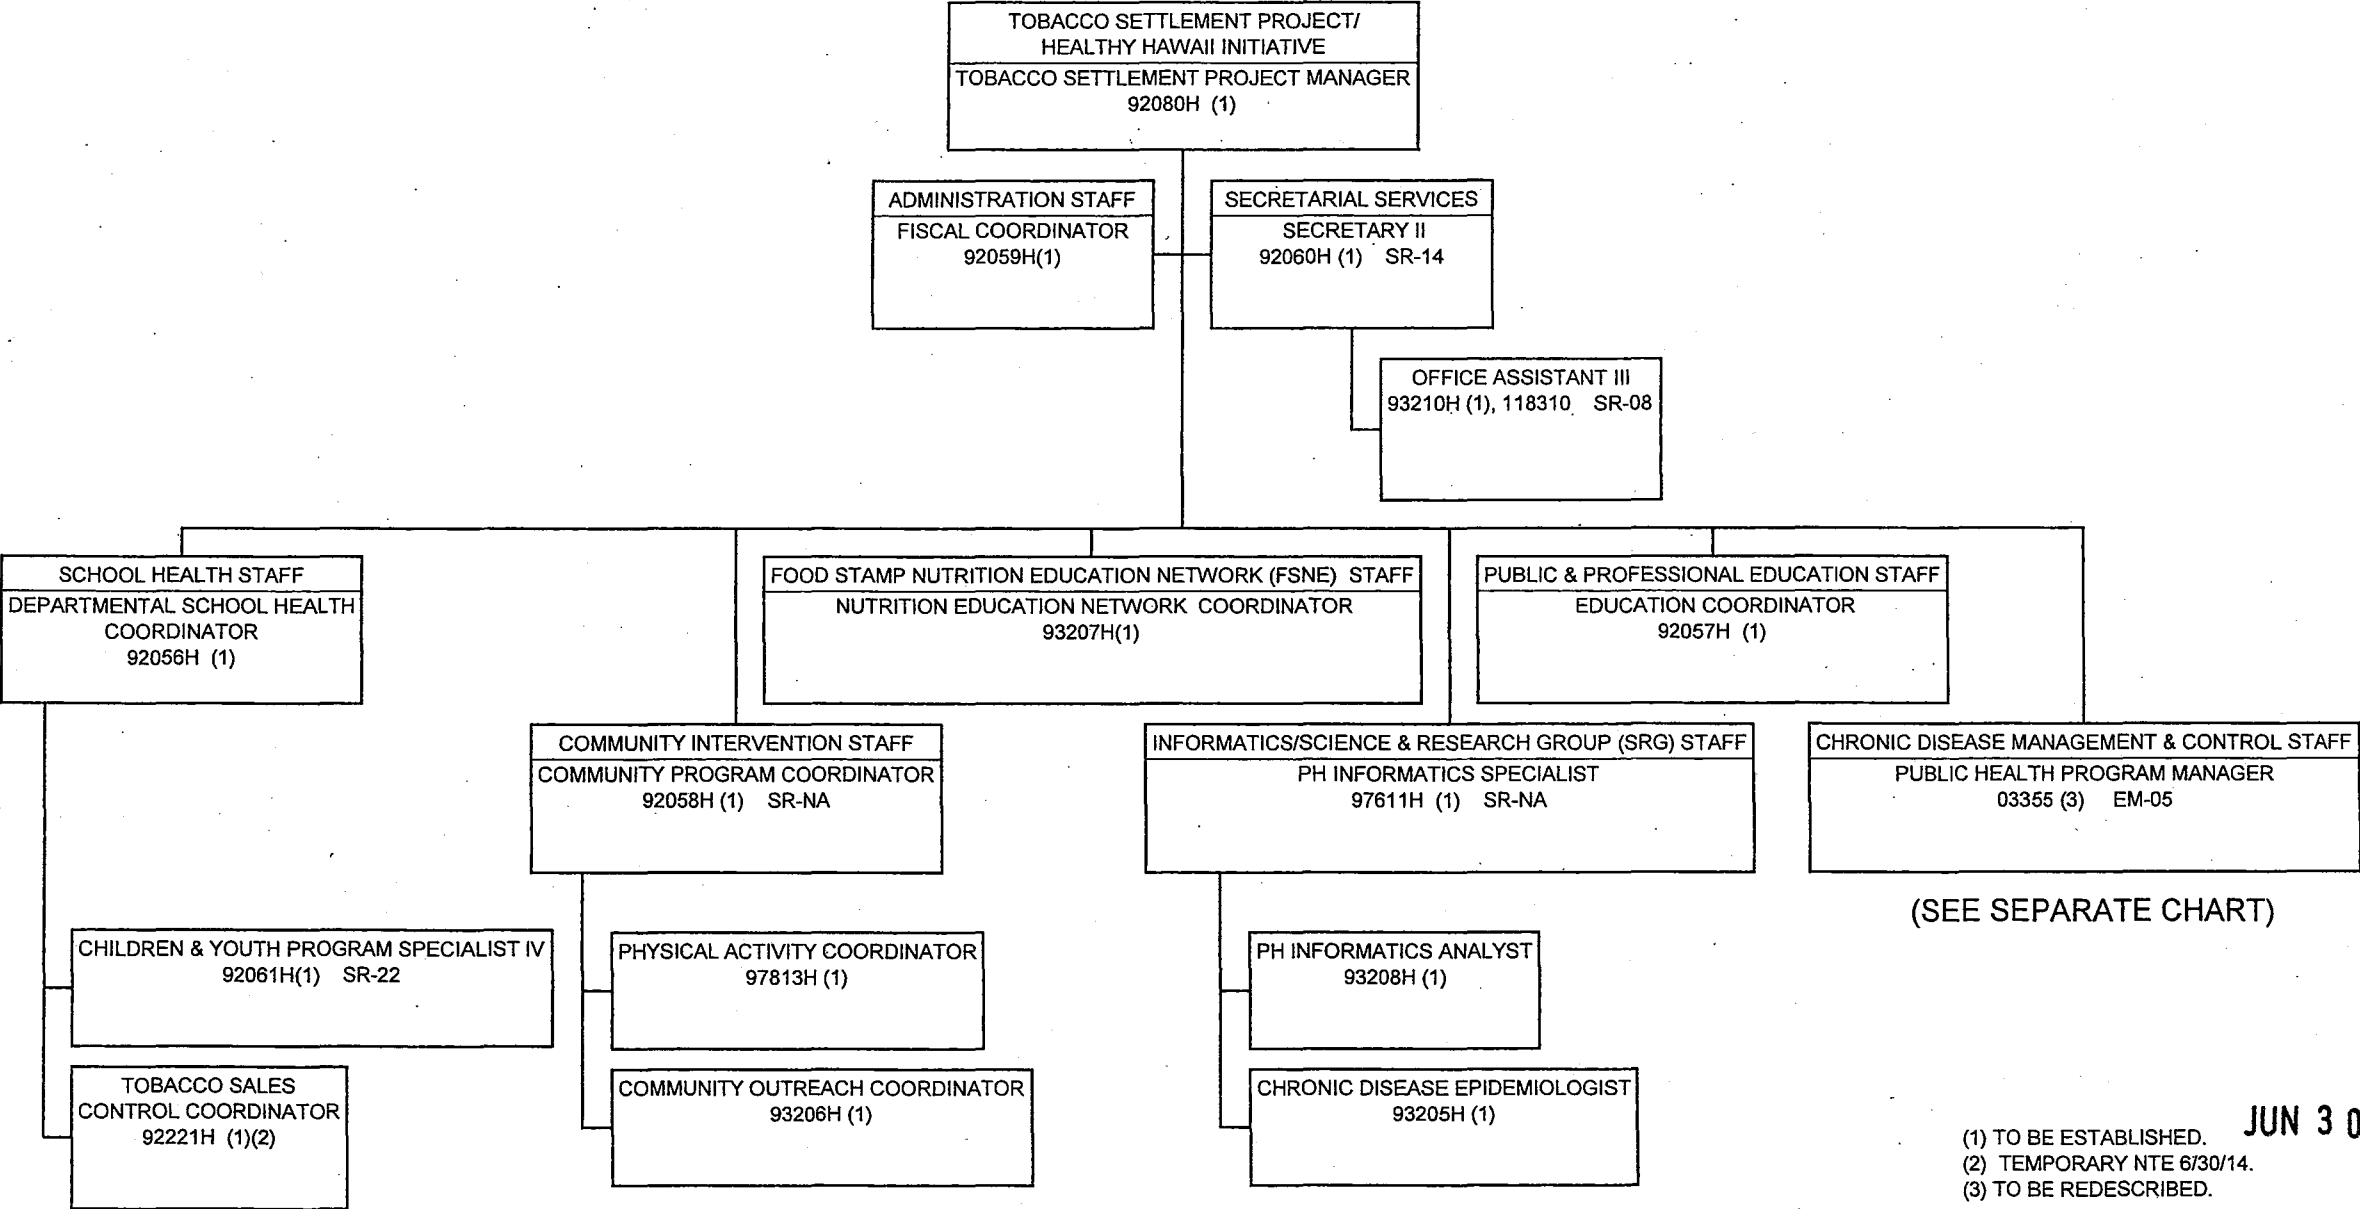 TOBACCO SETTLEMENT PROJECT/
HEALTHY HAWAII INITIATIVE
TOBACCO SETTLEMENT PROJECT MANAGER
92080H (1)
ADMINISTRATION STAFF
FISCAL COORDINATOR
92059H(1)
SECRETARIAL SERVICES
SECRETARY II
92060H (1) SR-14
OFFICE ASSISTANT III
93210H (1), 118310 SR-08
SCHOOL HEALTH STAFF
DEPARTMENTAL SCHOOL HEALTH
COORDINATOR
92056H (1)
FOOD STAMP NUTRITION EDUCATION NETWORK (FSNE) STAFF
NUTRITION EDUCATION NETWORK COORDINATOR
93207H(1)
PUBLIC & PROFESSIONAL EDUCATION STAFF
EDUCATION COORDINATOR
92057H (1)
COMMUNITY INTERVENTION STAFF
COMMUNITY PROGRAM COORDINATOR
92058H (1) SR-NA
INFORMATICS/SCIENCE & RESEARCH GROUP (SRG) STAFF
PH INFORMATICS SPECIALIST
97611H (1) SR-NA
CHRONIC DISEASE MANAGEMENT & CONTROL STAFF
PUBLIC HEALTH PROGRAM MANAGER
03355 (3) EM-05
(SEE SEPARATE CHART)
CHILDREN & YOUTH PROGRAM SPECIALIST IV
92061H(1) SR-22
TOBACCO SALES
CONTROL COORDINATOR
92221H (1)(2)
PHYSICAL ACTIVITY COORDINATOR
97813H (1)
COMMUNITY OUTREACH COORDINATOR
93206H (1)
PH INFORMATICS ANALYST
93208H (1)
CHRONIC DISEASE EPIDEMIOLOGIST
93205H (1)
JUN 30
(1) TO BE ESTABLISHED.
(2) TEMPORARY NTE 6/30/14.
(3) TO BE REDESCRIBED.